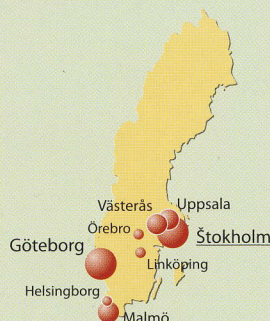 Västerås
Uppsala
Örebro
Štokholm
Göteborg
Linköping
Helsingborg
Malmö